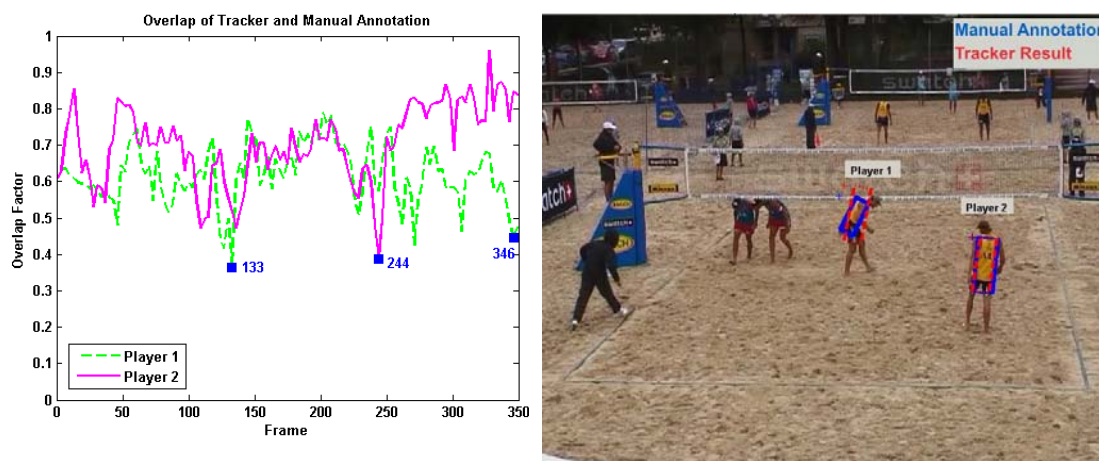 Overlap of Tracker and Manual Annotation
Overlap Factor
1
0.9
0.8
0.7
0.6
0.5
0.4
0.3
0.2
0.1
0
133
244
346
Player 1
Player 2
0 50 100 150 200 250 300 350
Frame
Manual Annotation
Tracker Result
swatch
swatch
Player 1
Player 2